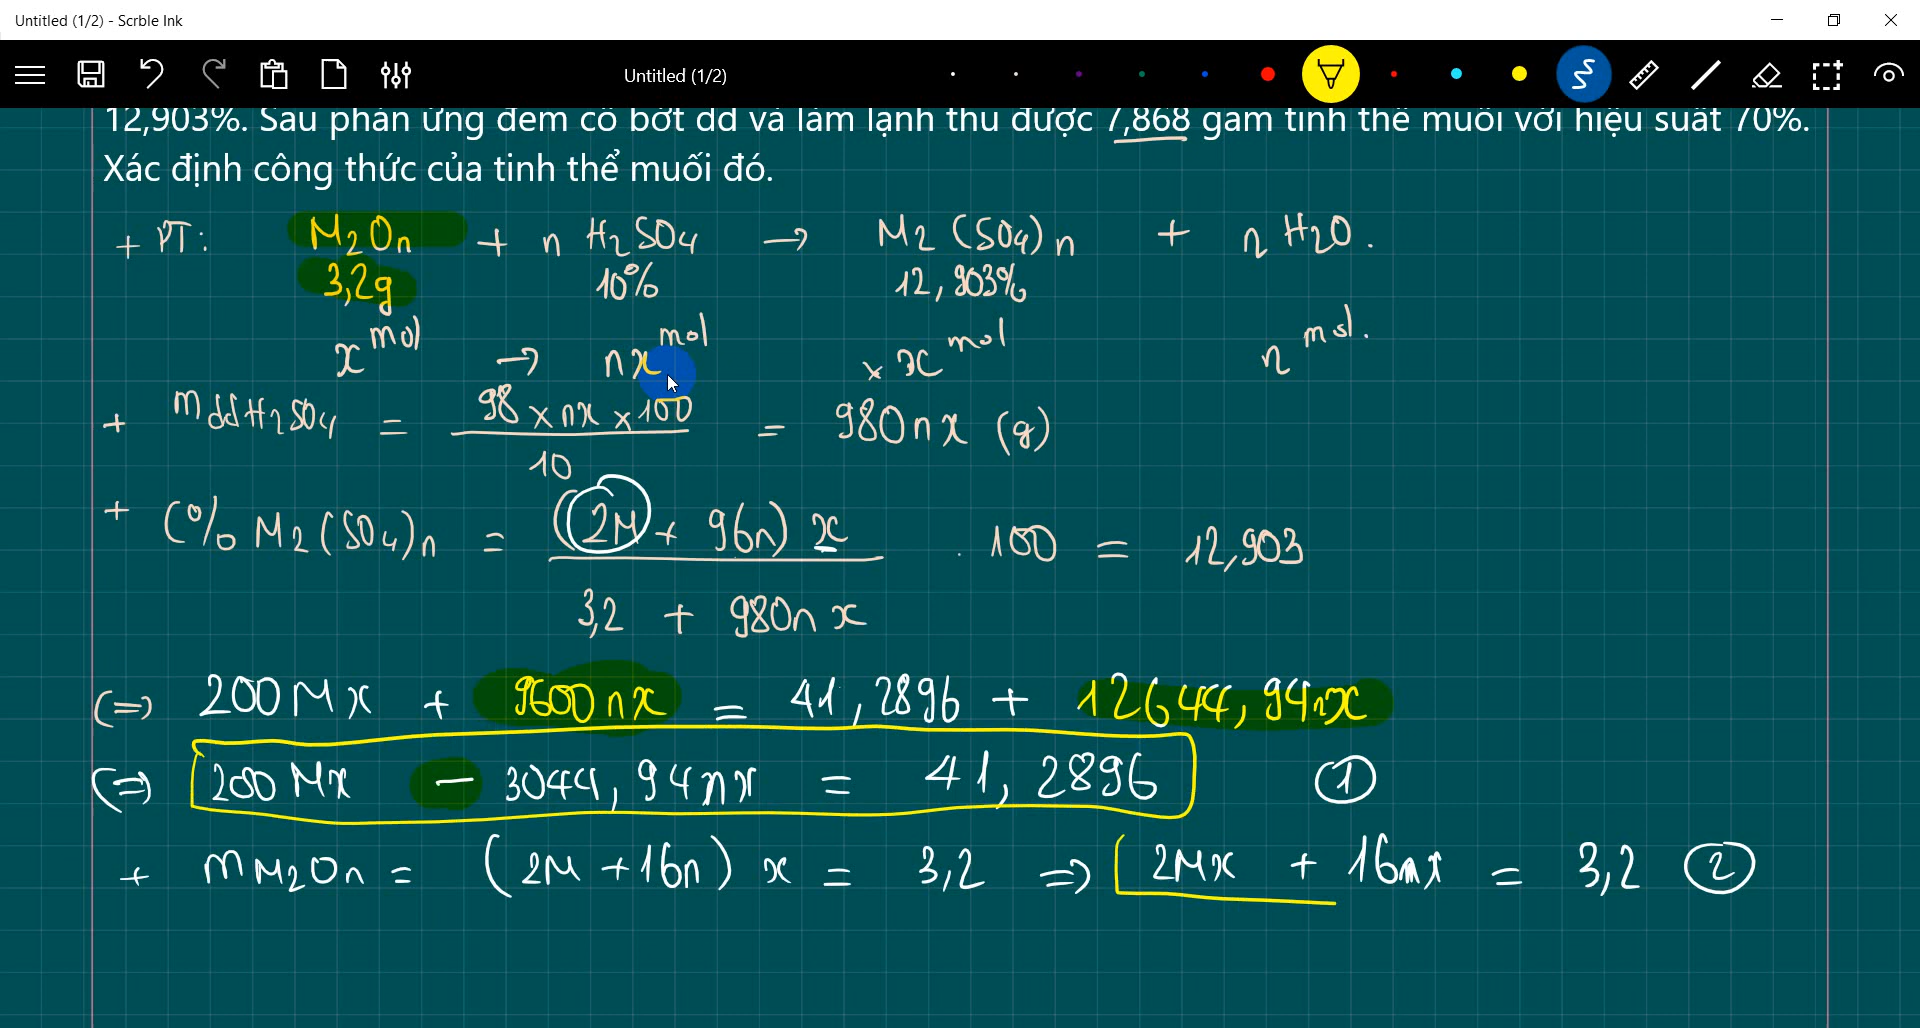 Untitled (1/2) - Scrble Ink
Untitled (1/2)
12,903%. Sau phản ứng đem cô bớt dd và làm lạnh thu được 7,868 gam tinh thể muối với hiệu suất 70%.
Xác định công thức của tinh thể muối đó.
+ PT: M2On + n H2SO4 → M2(SO4)n + n H2O.
3,2g 10% 12,903%
x mol → nx mol x x mol n mol.
+ mddH2SO4 = 98 x nx x 100 / 10 = 980nx (g)
+ C% M2(SO4)n = (2M + 96n) x / 3,2 + 980nx . 100 = 12,903
(=) 200Mx + 9600nx = 41,2896 + 12644,94nx
(=) 200Mx - 3044,94nx = 41,2896 (1)
+ mM2On = (2M + 16n) x = 3,2 => 2Mx + 16nx = 3,2 (2)